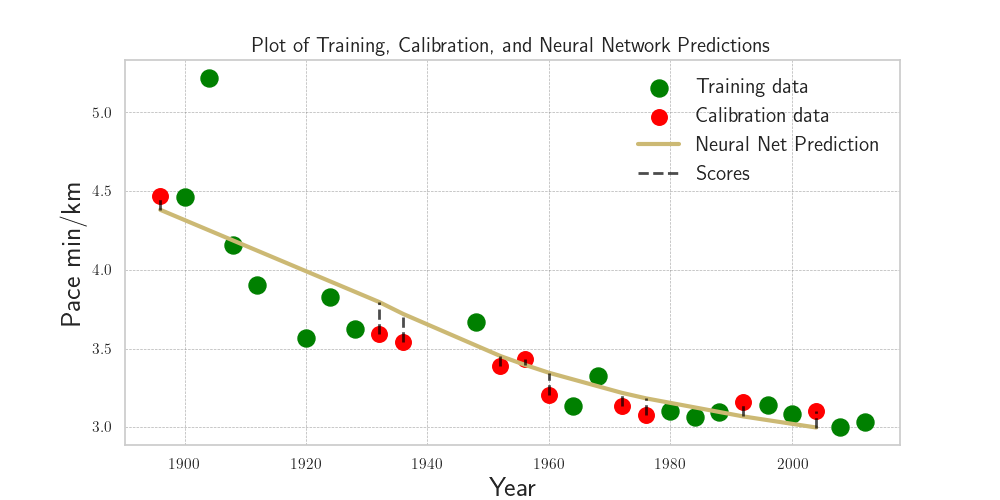 Plot of Training, Calibration, and Neural Network Predictions
Training data
Calibration data
Neural Net Prediction
Scores
Pace min/km
5.0
4.5
4.0
3.5
3.0
1900 1920 1940 1960 1980 2000
Year